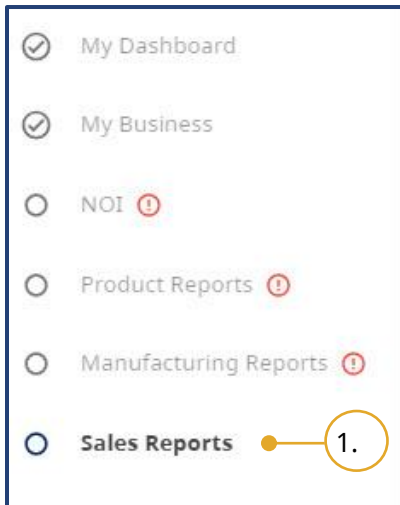 My Dashboard
My Business
NOI
Product Reports
Manufacturing Reports
Sales Reports 1.